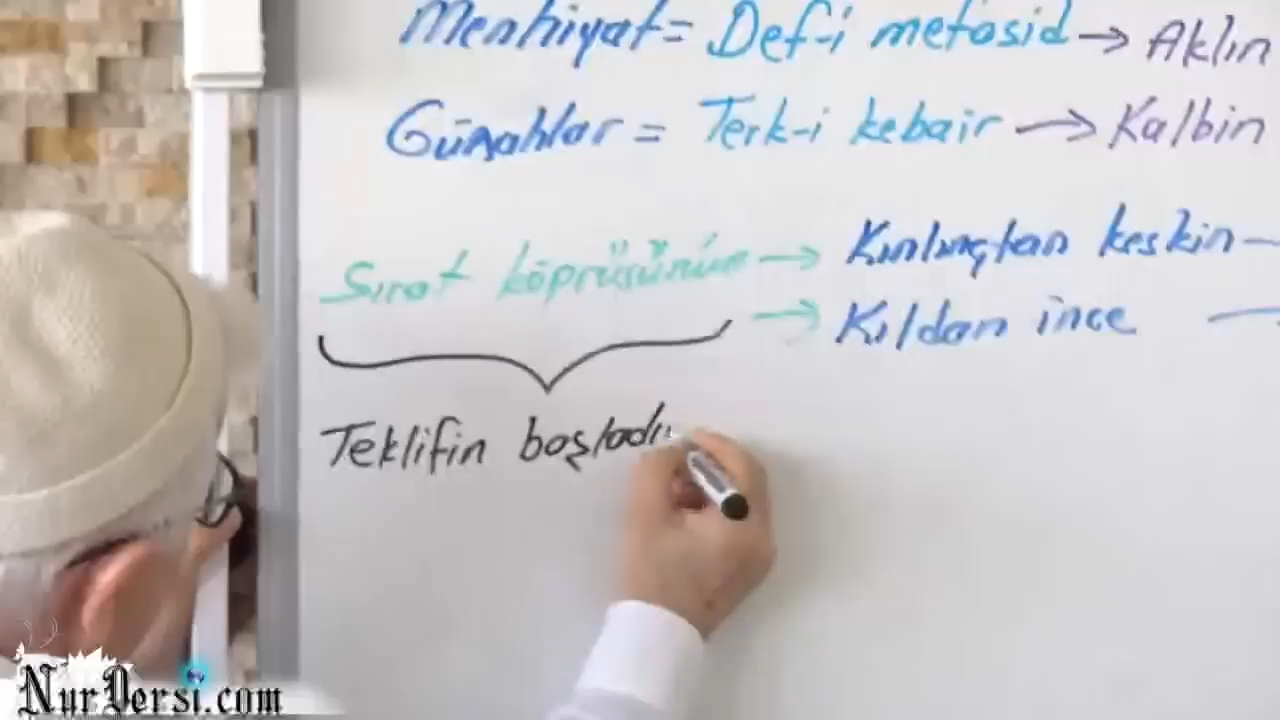 Menhiyat = Def-i mefasid → Aklın
Günahlar = Terk-i kebair → Kalbin
Sırat köprüsünün → Kılınçtan keskin
→ Kıldan ince
Teklifin başladı
NurDersi.com